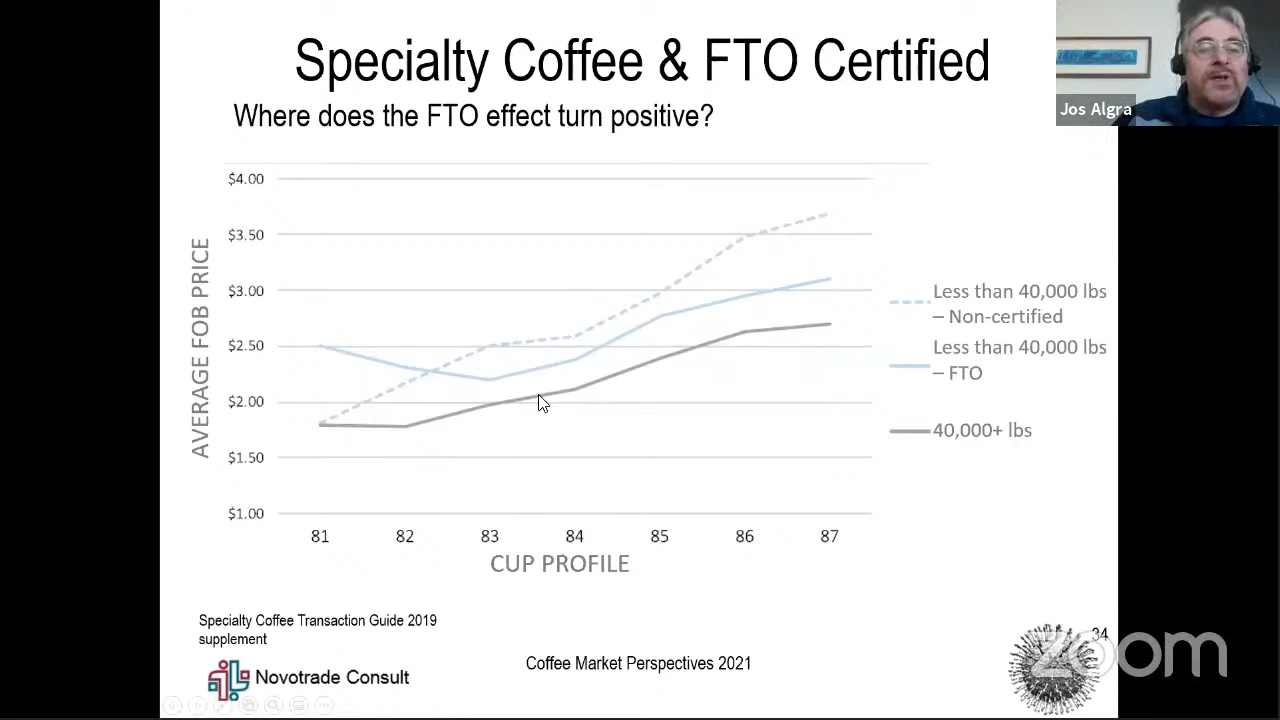 Specialty Coffee & FTO Certified
Where does the FTO effect turn positive?
Jos Algra
AVERAGE FOB PRICE
$4.00
$3.50
$3.00
$2.50
$2.00
$1.50
$1.00
81 82 83 84 85 86 87
CUP PROFILE
Less than 40,000 lbs
– Non-certified
Less than 40,000 lbs
– FTO
40,000+ lbs
Specialty Coffee Transaction Guide 2019
supplement
Novotrade Consult
Coffee Market Perspectives 2021
34
zoom